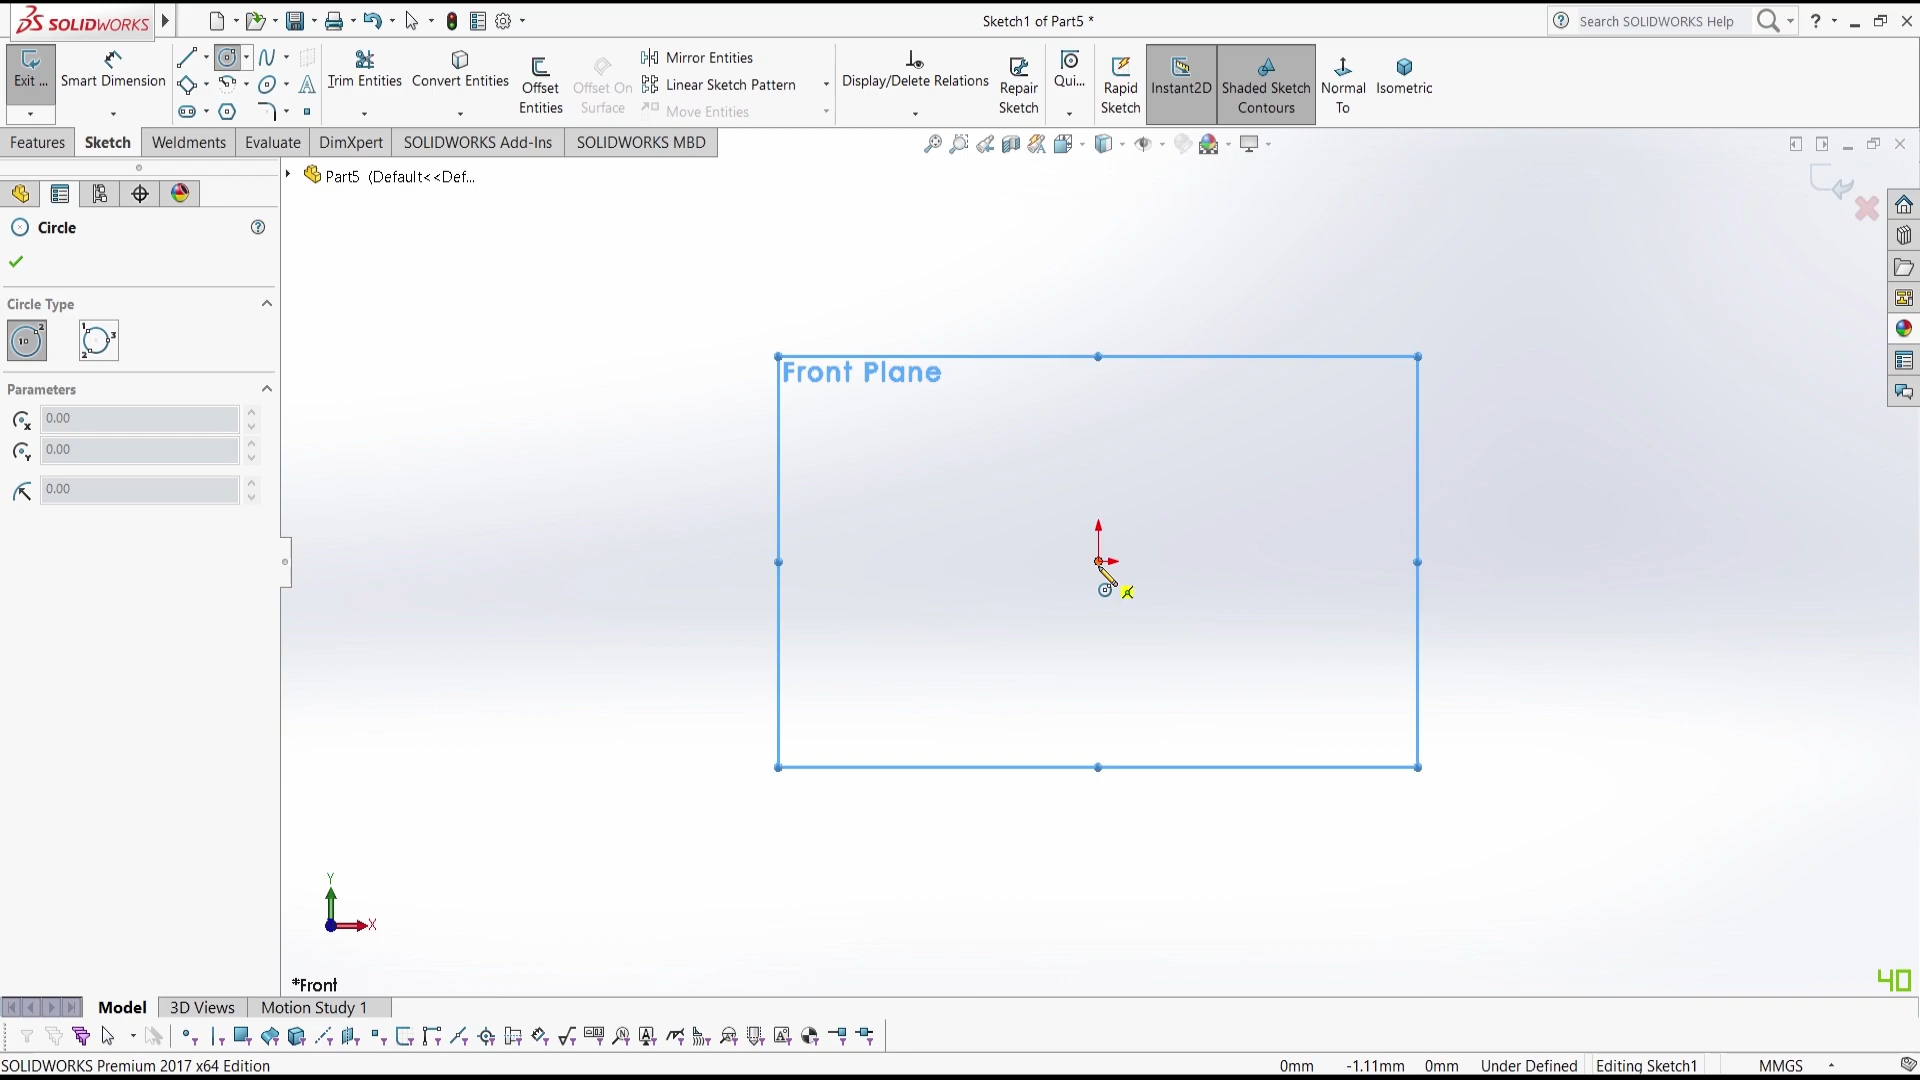 SOLIDWORKS
Sketch1 of Part5 *
Search SOLIDWORKS Help
?
Exit ...
Smart Dimension
Trim Entities
Convert Entities
Offset Entities
Offset On Surface
Mirror Entities
Linear Sketch Pattern
Move Entities
Display/Delete Relations
Repair Sketch
Qui...
Rapid Sketch
Instant2D
Shaded Sketch Contours
Normal To
Isometric
Features
Sketch
Weldments
Evaluate
DimXpert
SOLIDWORKS Add-Ins
SOLIDWORKS MBD
Part5 (Default<<Def...
Circle
Circle Type
Parameters
0.00
0.00
0.00
Front Plane
Y
X
*Front
40
Model
3D Views
Motion Study 1
SOLIDWORKS Premium 2017 x64 Edition
0mm
-1.11mm
0mm
Under Defined
Editing Sketch1
MMGS